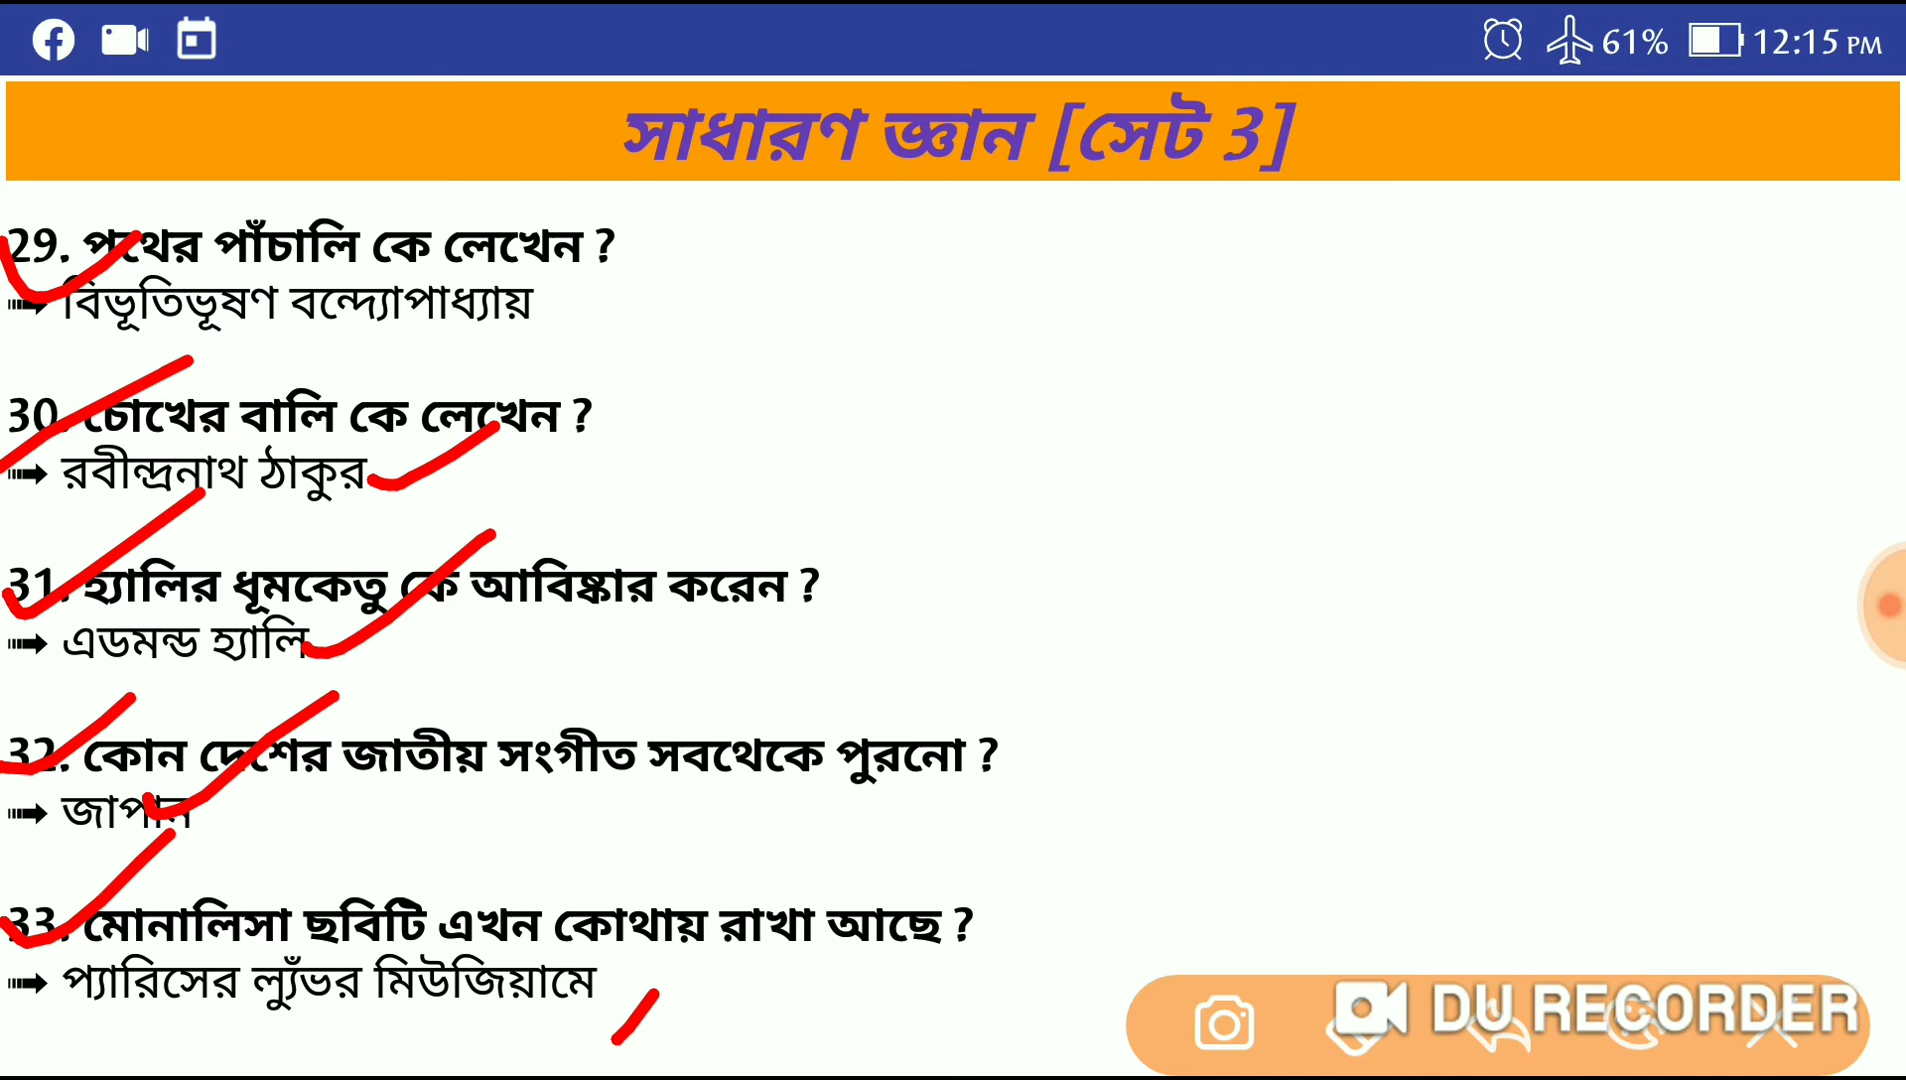 61% 12:15 PM
সাধারণ জ্ঞান [সেট 3]
29. পথের পাঁচালি কে লেখেন ?
➟ বিভূতিভূষণ বন্দ্যোপাধ্যায়
30. চোখের বালি কে লেখেন ?
➟ রবীন্দ্রনাথ ঠাকুর
31. হ্যালির ধূমকেতু কে আবিষ্কার করেন ?
➟ এডমন্ড হ্যালি
32. কোন দেশের জাতীয় সংগীত সবথেকে পুরনো ?
➟ জাপান
33. মোনালিসা ছবিটি এখন কোথায় রাখা আছে ?
➟ প্যারিসের ল্যুঁভর মিউজিয়ামে
DU RECORDER